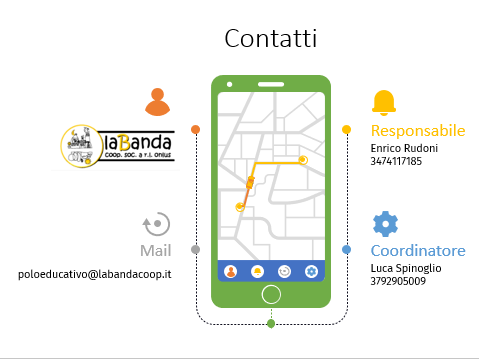 Contatti
laBanda
coop. soc. a r.l. onlus
Responsabile
Enrico Rudoni
3474117185
Mail
poloeducativo@labandacoop.it
Coordinatore
Luca Spinoglio
3792905009